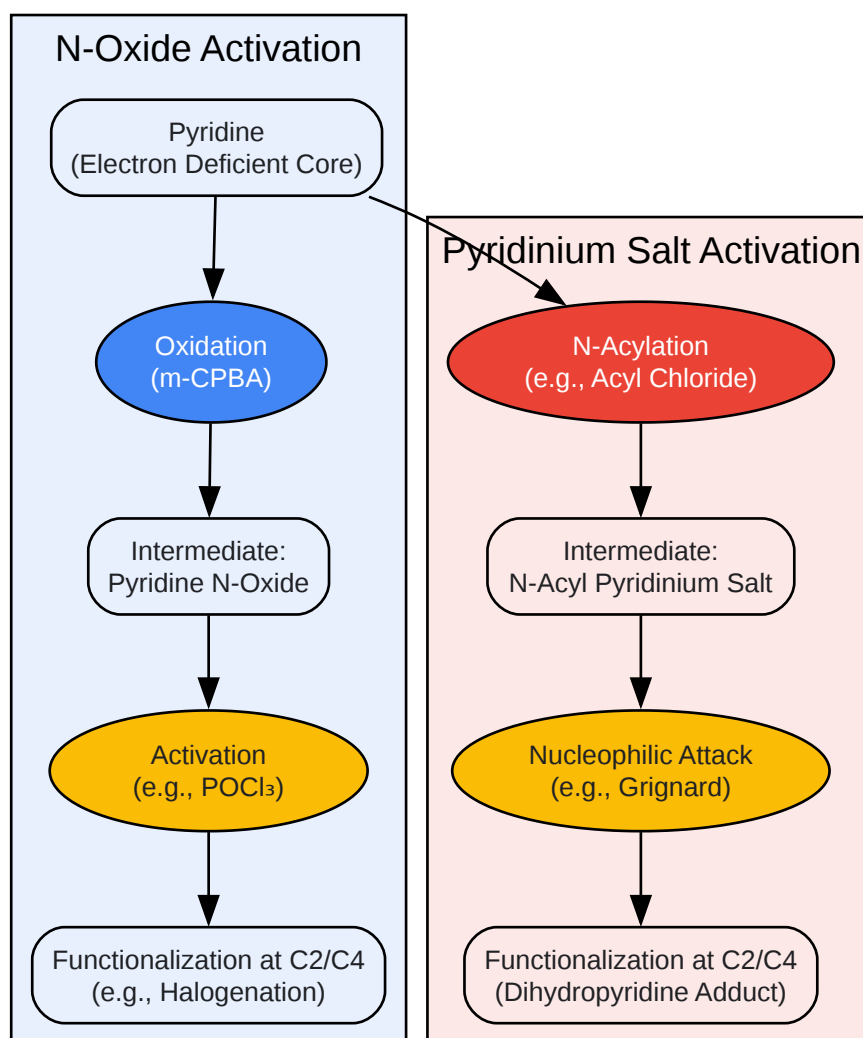 N-Oxide Activation
Pyridine
(Electron Deficient Core)
Oxidation
(m-CPBA)
Intermediate:
Pyridine N-Oxide
Activation
(e.g., POCl₃)
Functionalization at C2/C4
(e.g., Halogenation)
Pyridinium Salt Activation
N-Acylation
(e.g., Acyl Chloride)
Intermediate:
N-Acyl Pyridinium Salt
Nucleophilic Attack
(e.g., Grignard)
Functionalization at C2/C4
(Dihydropyridine Adduct)